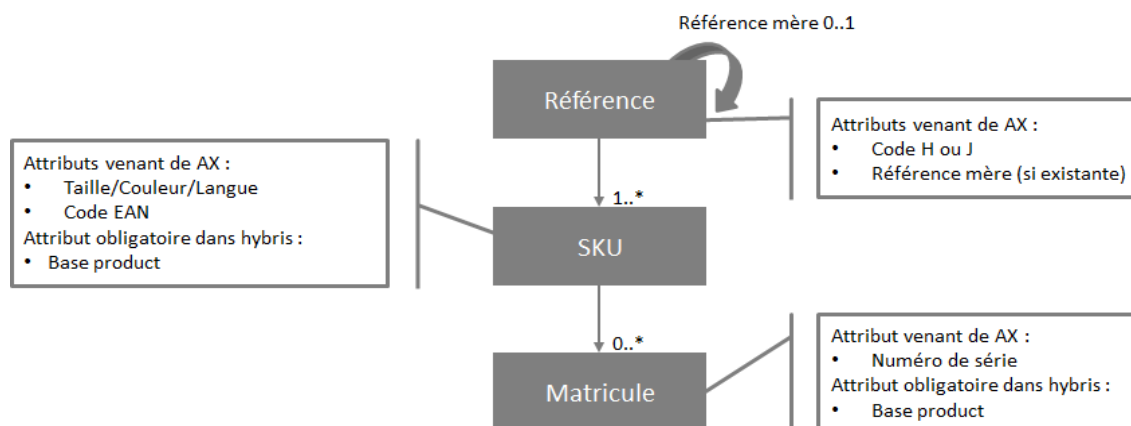 Référence mère 0..1
Référence
Attributs venant de AX :
• Code H ou J
• Référence mère (si existante)
Attributs venant de AX :
• Taille/Couleur/Langue
• Code EAN
Attribut obligatoire dans hybris :
• Base product
1..*
SKU
0..*
Matricule
Attribut venant de AX :
• Numéro de série
Attribut obligatoire dans hybris :
• Base product